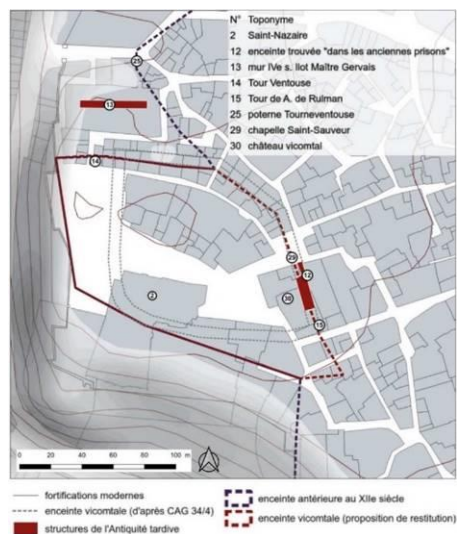 N° Toponyme
2 Saint-Nazaire
12 enceinte trouvée "dans les anciennes prisons"
13 mur IVe s. Ilot Maître Gervais
14 Tour Ventouse
15 Tour de A. de Rulman
25 poterne Tourneventouse
29 chapelle Saint-Sauveur
30 château vicomtal
25
13
14
29
12
2
30
15
0 20 40 60 80 100 m
fortifications modernes
enceinte vicomtale (d'après CAG 34/4)
structures de l'Antiquité tardive
enceinte antérieure au XIIe siècle
enceinte vicomtale (proposition de restitution)